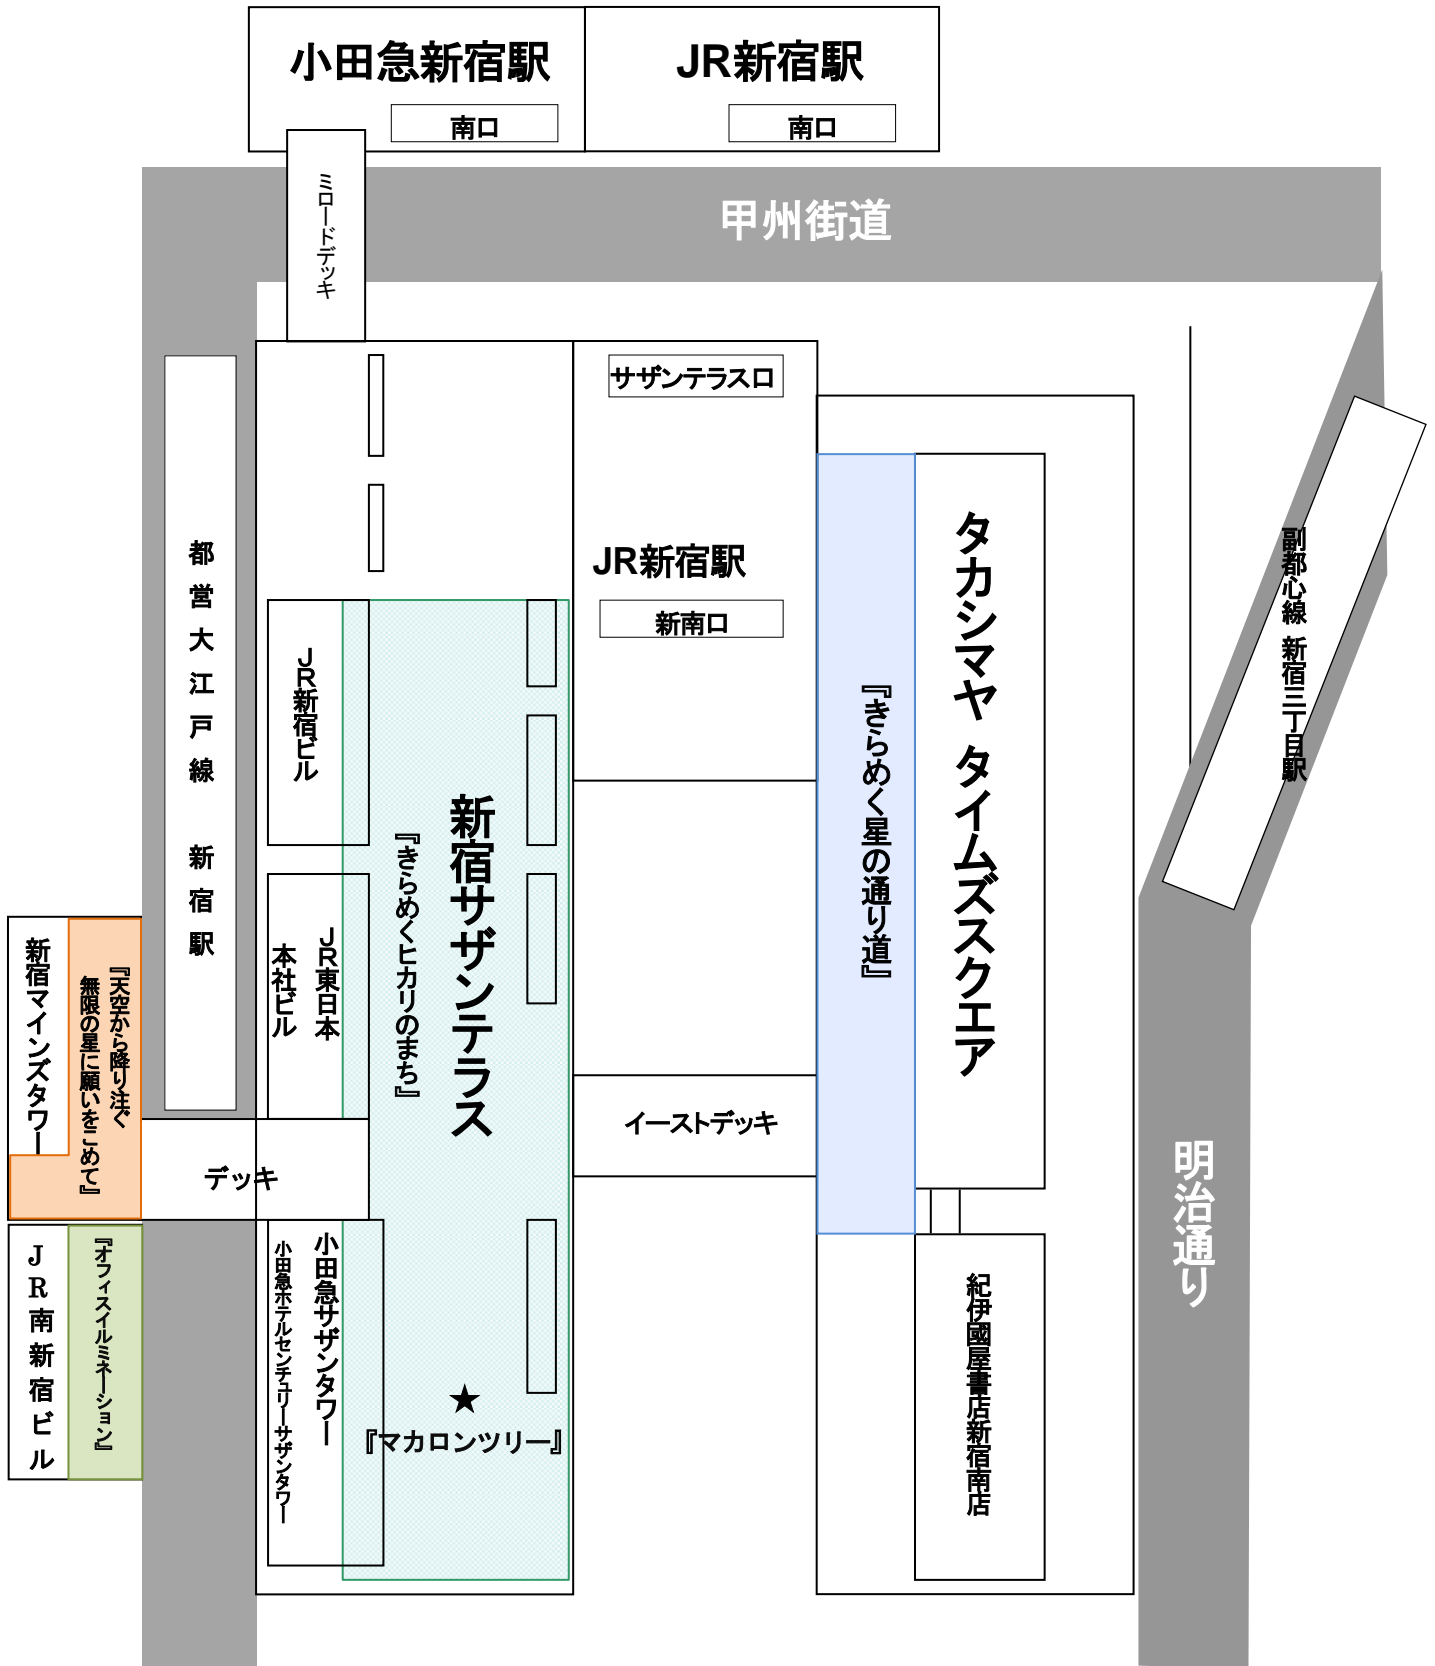 小田急新宿駅
JR新宿駅
南口
南口
ミロードデッキ
甲州街道
サザンテラス口
JR新宿駅
新南口
都営大江戸線 新宿駅
JR新宿ビル
JR東日本
本社ビル
新宿サザンテラス
『きらめくヒカリのまち』
『きらめく星の通り道』
タカシマヤ タイムズスクエア
副都心線 新宿三丁目駅
新宿マインズタワー
『天空から降り注ぐ
無限の星に願いをこめて』
デッキ
イーストデッキ
明治通り
JR南新宿ビル
『オフィスイルミネーション』
小田急サザンタワー
小田急ホテルセンチュリーサザンタワー
★
『マカロンツリー』
紀伊國屋書店新宿南店